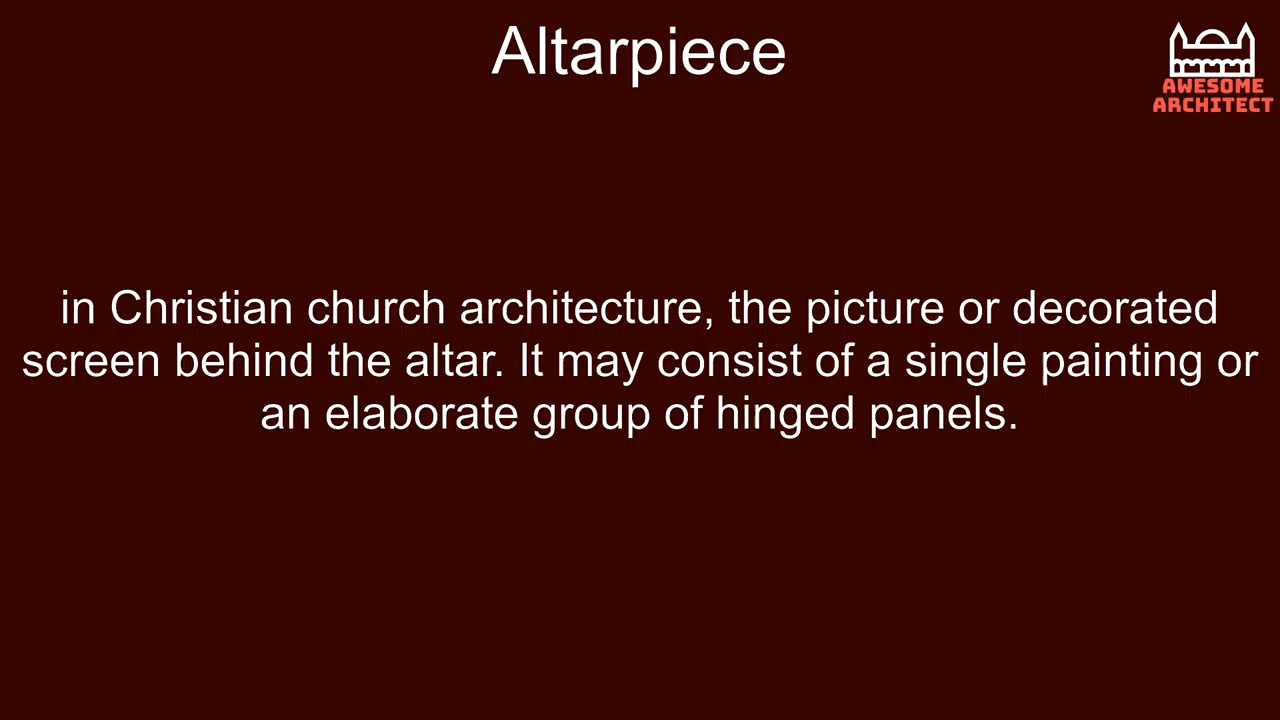 Altarpiece
AWESOME
ARCHITECT
in Christian church architecture, the picture or decorated
screen behind the altar. It may consist of a single painting or
an elaborate group of hinged panels.